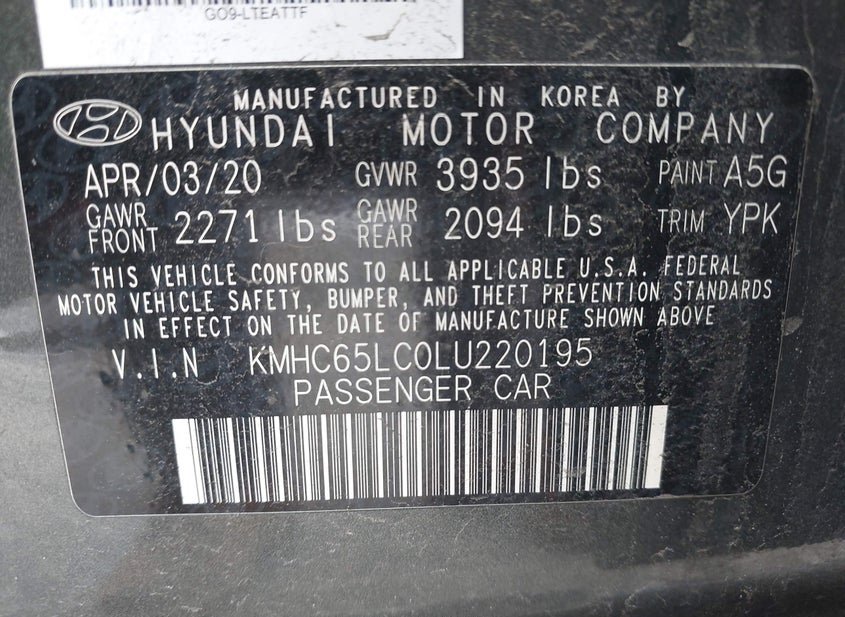 GO9-LTEATTF
MANUFACTURED IN KOREA BY
HYUNDAI MOTOR COMPANY
APR/03/20 GVWR 3935 lbs PAINT A5G
GAWR FRONT 2271 lbs GAWR REAR 2094 lbs TRIM YPK
THIS VEHICLE CONFORMS TO ALL APPLICABLE U.S.A. FEDERAL
MOTOR VEHICLE SAFETY, BUMPER, AND THEFT PREVENTION STANDARDS
IN EFFECT ON THE DATE OF MANUFACTURE SHOWN ABOVE
V.I.N KMHC65LC0LU220195
PASSENGER CAR